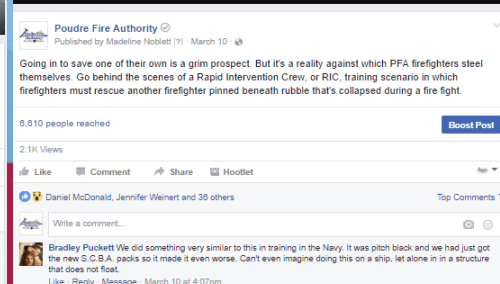 Poudre Fire Authority
Published by Madeline Noblett [?] · March 10 ·
Going in to save one of their own is a grim prospect. But it's a reality against which PFA firefighters steel
themselves. Go behind the scenes of a Rapid Intervention Crew, or RIC, training scenario in which
firefighters must rescue another firefighter pinned beneath rubble that's collapsed during a fire fight.
6,610 people reached
Boost Post
2.1K Views
Like Comment Share Hootlet
Daniel McDonald, Jennifer Weinert and 36 others
Top Comments
Write a comment...
Bradley Puckett We did something very similar to this in training in the Navy. It was pitch black and we had just got
the new S.C.B.A. packs so it made it even worse. Can't even imagine doing this on a ship, let alone in in a structure
that does not float.
Like · Reply · Message · March 10 at 4:07pm